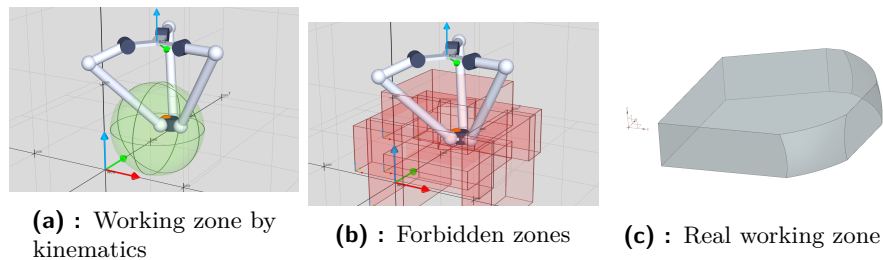 (a) : Working zone by
kinematics
(b) : Forbidden zones
(c) : Real working zone